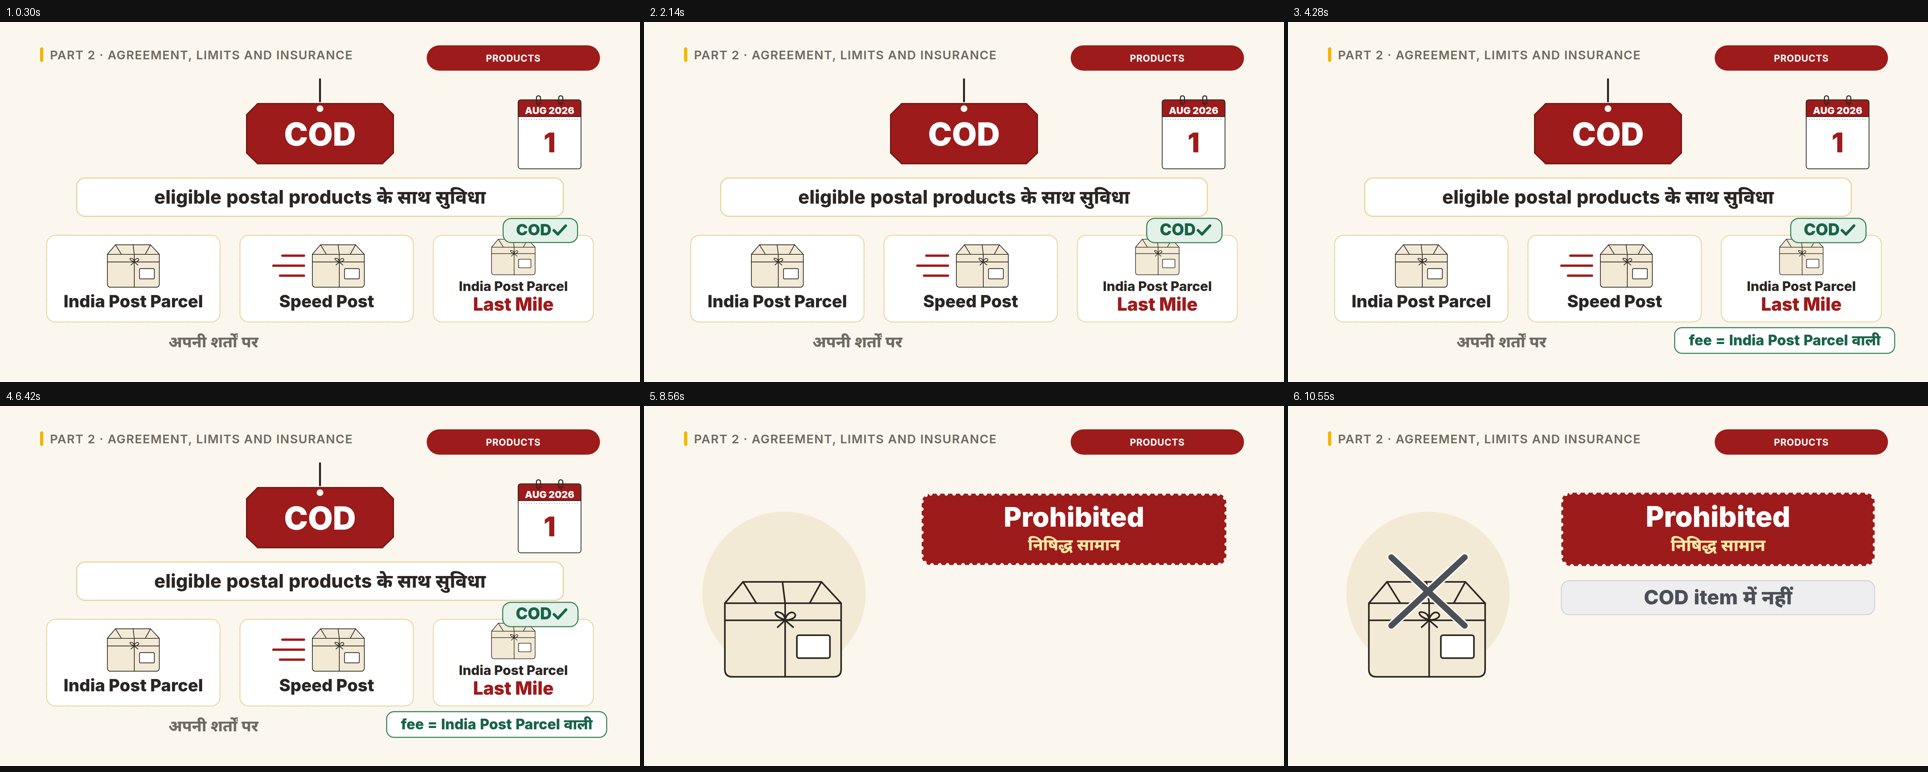 1. 0.30s
PART 2 · AGREEMENT, LIMITS AND INSURANCE
PRODUCTS
COD
AUG 2026
1
eligible postal products के साथ सुविधा
COD✓
India Post Parcel
Speed Post
India Post Parcel
Last Mile
अपनी शर्तों पर
2. 2.14s
PART 2 · AGREEMENT, LIMITS AND INSURANCE
PRODUCTS
COD
AUG 2026
1
eligible postal products के साथ सुविधा
COD✓
India Post Parcel
Speed Post
India Post Parcel
Last Mile
अपनी शर्तों पर
3. 4.28s
PART 2 · AGREEMENT, LIMITS AND INSURANCE
PRODUCTS
COD
AUG 2026
1
eligible postal products के साथ सुविधा
COD✓
India Post Parcel
Speed Post
India Post Parcel
Last Mile
अपनी शर्तों पर
fee = India Post Parcel वाली
4. 6.42s
PART 2 · AGREEMENT, LIMITS AND INSURANCE
PRODUCTS
COD
AUG 2026
1
eligible postal products के साथ सुविधा
COD✓
India Post Parcel
Speed Post
India Post Parcel
Last Mile
अपनी शर्तों पर
fee = India Post Parcel वाली
5. 8.56s
PART 2 · AGREEMENT, LIMITS AND INSURANCE
PRODUCTS
Prohibited
निषिद्ध सामान
6. 10.55s
PART 2 · AGREEMENT, LIMITS AND INSURANCE
PRODUCTS
Prohibited
निषिद्ध सामान
COD item में नहीं